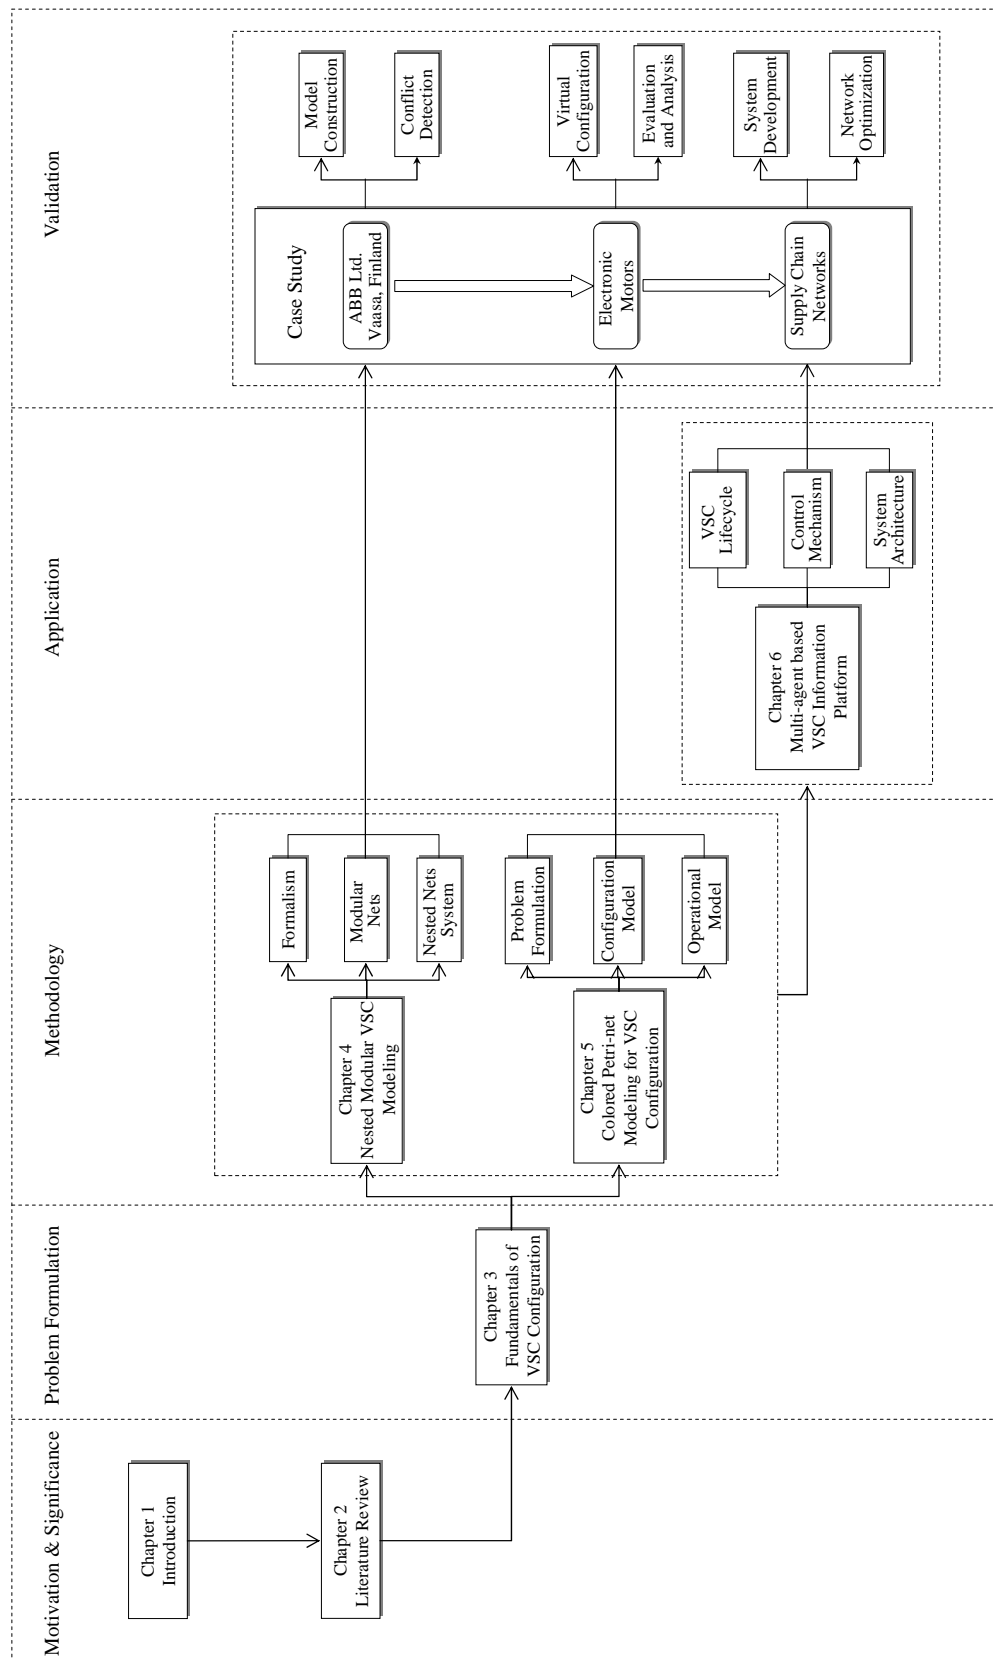 Motivation & Significance
Problem Formulation
Methodology
Application
Validation
Chapter 1
Introduction
Chapter 2
Literature Review
Chapter 3
Fundamentals of
VSC Configuration
Chapter 4
Nested Modular VSC
Modeling
Formalism
Modular
Nets
Nested Nets
System
Chapter 5
Colored Petri-net
Modeling for VSC
Configuration
Problem
Formulation
Configuration
Model
Operational
Model
Chapter 6
Multi-agent based
VSC Information
Platform
VSC
Lifecycle
Control
Mechanism
System
Architecture
Case Study
ABB Ltd.
Vaasa, Finland
Electronic
Motors
Supply Chain
Networks
Model
Construction
Conflict
Detection
Virtual
Configuration
Evaluation
and Analysis
System
Development
Network
Optimization